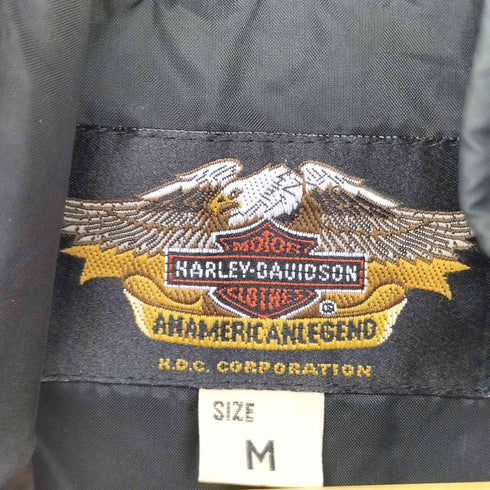 MOTOR
HARLEY-DAVIDSON
CLOTHES
®
AN AMERICAN LEGEND
H.D.C. CORPORATION
SIZE
M